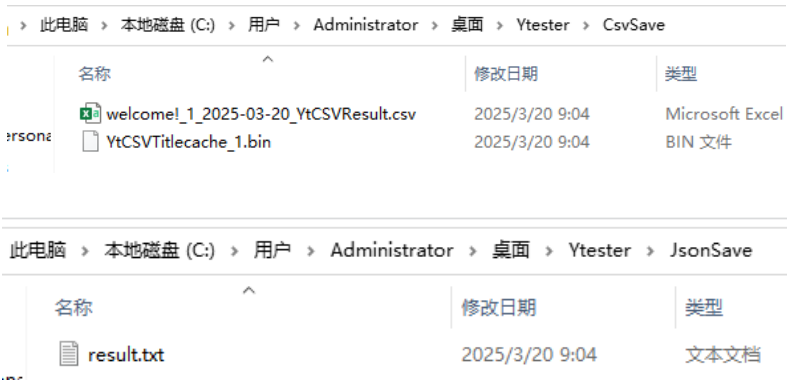 此电脑 › 本地磁盘 (C:) › 用户 › Administrator › 桌面 › Ytester › CsvSave
名称 修改日期 类型
welcome!_1_2025-03-20_YtCSVResult.csv 2025/3/20 9:04 Microsoft Excel
YtCSVTitlecache_1.bin 2025/3/20 9:04 BIN 文件
ersona
此电脑 › 本地磁盘 (C:) › 用户 › Administrator › 桌面 › Ytester › JsonSave
名称 修改日期 类型
result.txt 2025/3/20 9:04 文本文档